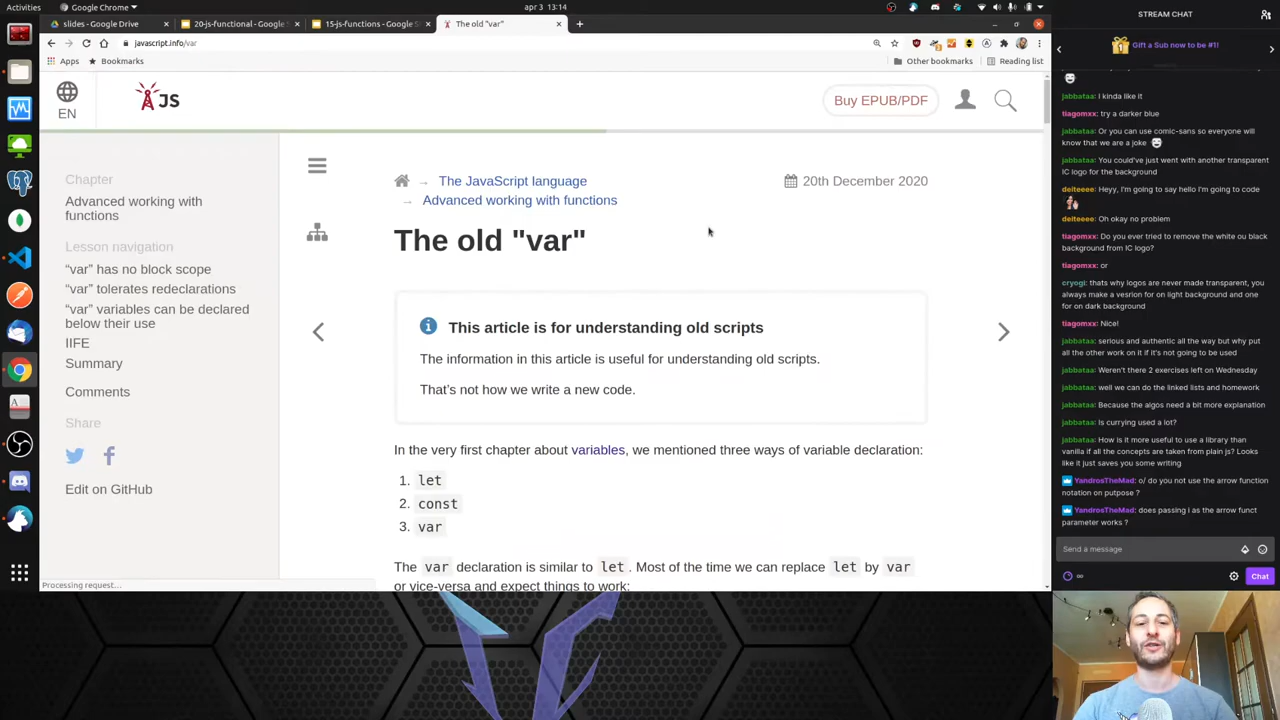 Activities
Google Chrome
apr 3 13:14
slides - Google Drive
20-js-functional - Google S
15-js-functions - Google S
The old "var"
javascript.info/var
Apps
Bookmarks
Other bookmarks
Reading list
EN
JS
Buy EPUB/PDF
Chapter
Advanced working with
functions
Lesson navigation
“var” has no block scope
“var” tolerates redeclarations
“var” variables can be declared
below their use
IIFE
Summary
Comments
Share
Edit on GitHub
Processing request…
→ The JavaScript language
→ Advanced working with functions
20th December 2020
The old "var"
This article is for understanding old scripts
The information in this article is useful for understanding old scripts.
That’s not how we write a new code.
In the very first chapter about variables, we mentioned three ways of variable declaration:
1. let
2. const
3. var
The var declaration is similar to let . Most of the time we can replace let by var
or vice-versa and expect things to work:
STREAM CHAT
Gift a Sub now to be #1!
jabbataa: I kinda like it
tiagomxx: try a darker blue
jabbataa: Or you can use comic-sans so everyone will
know that we are a joke
jabbataa: You could've just went with another transparent
IC logo for the background
deiteeee: Heyy, I'm going to say hello I'm going to code
deiteeee: Oh okay no problem
tiagomxx: Do you ever tried to remove the white ou black
background from IC logo?
tiagomxx: or
cryogi: thats why logos are never made transparent, you
always make a vesrion for on light background and one
for on dark background
tiagomxx: Nice!
jabbataa: serious and authentic all the way but why put
all the other work on it if it's not going to be used
jabbataa: Weren't there 2 exercises left on Wednesday
jabbataa: well we can do the linked lists and homework
jabbataa: Because the algos need a bit more explanation
jabbataa: Is currying used a lot?
jabbataa: How is it more useful to use a library than
vanilla if all the concepts are taken from plain js? Looks
like it just saves you some writing
YandrosTheMad: o/ do you not use the arrow function
notation on putpose ?
YandrosTheMad: does passing i as the arrow funct
parameter works ?
Send a message
Chat